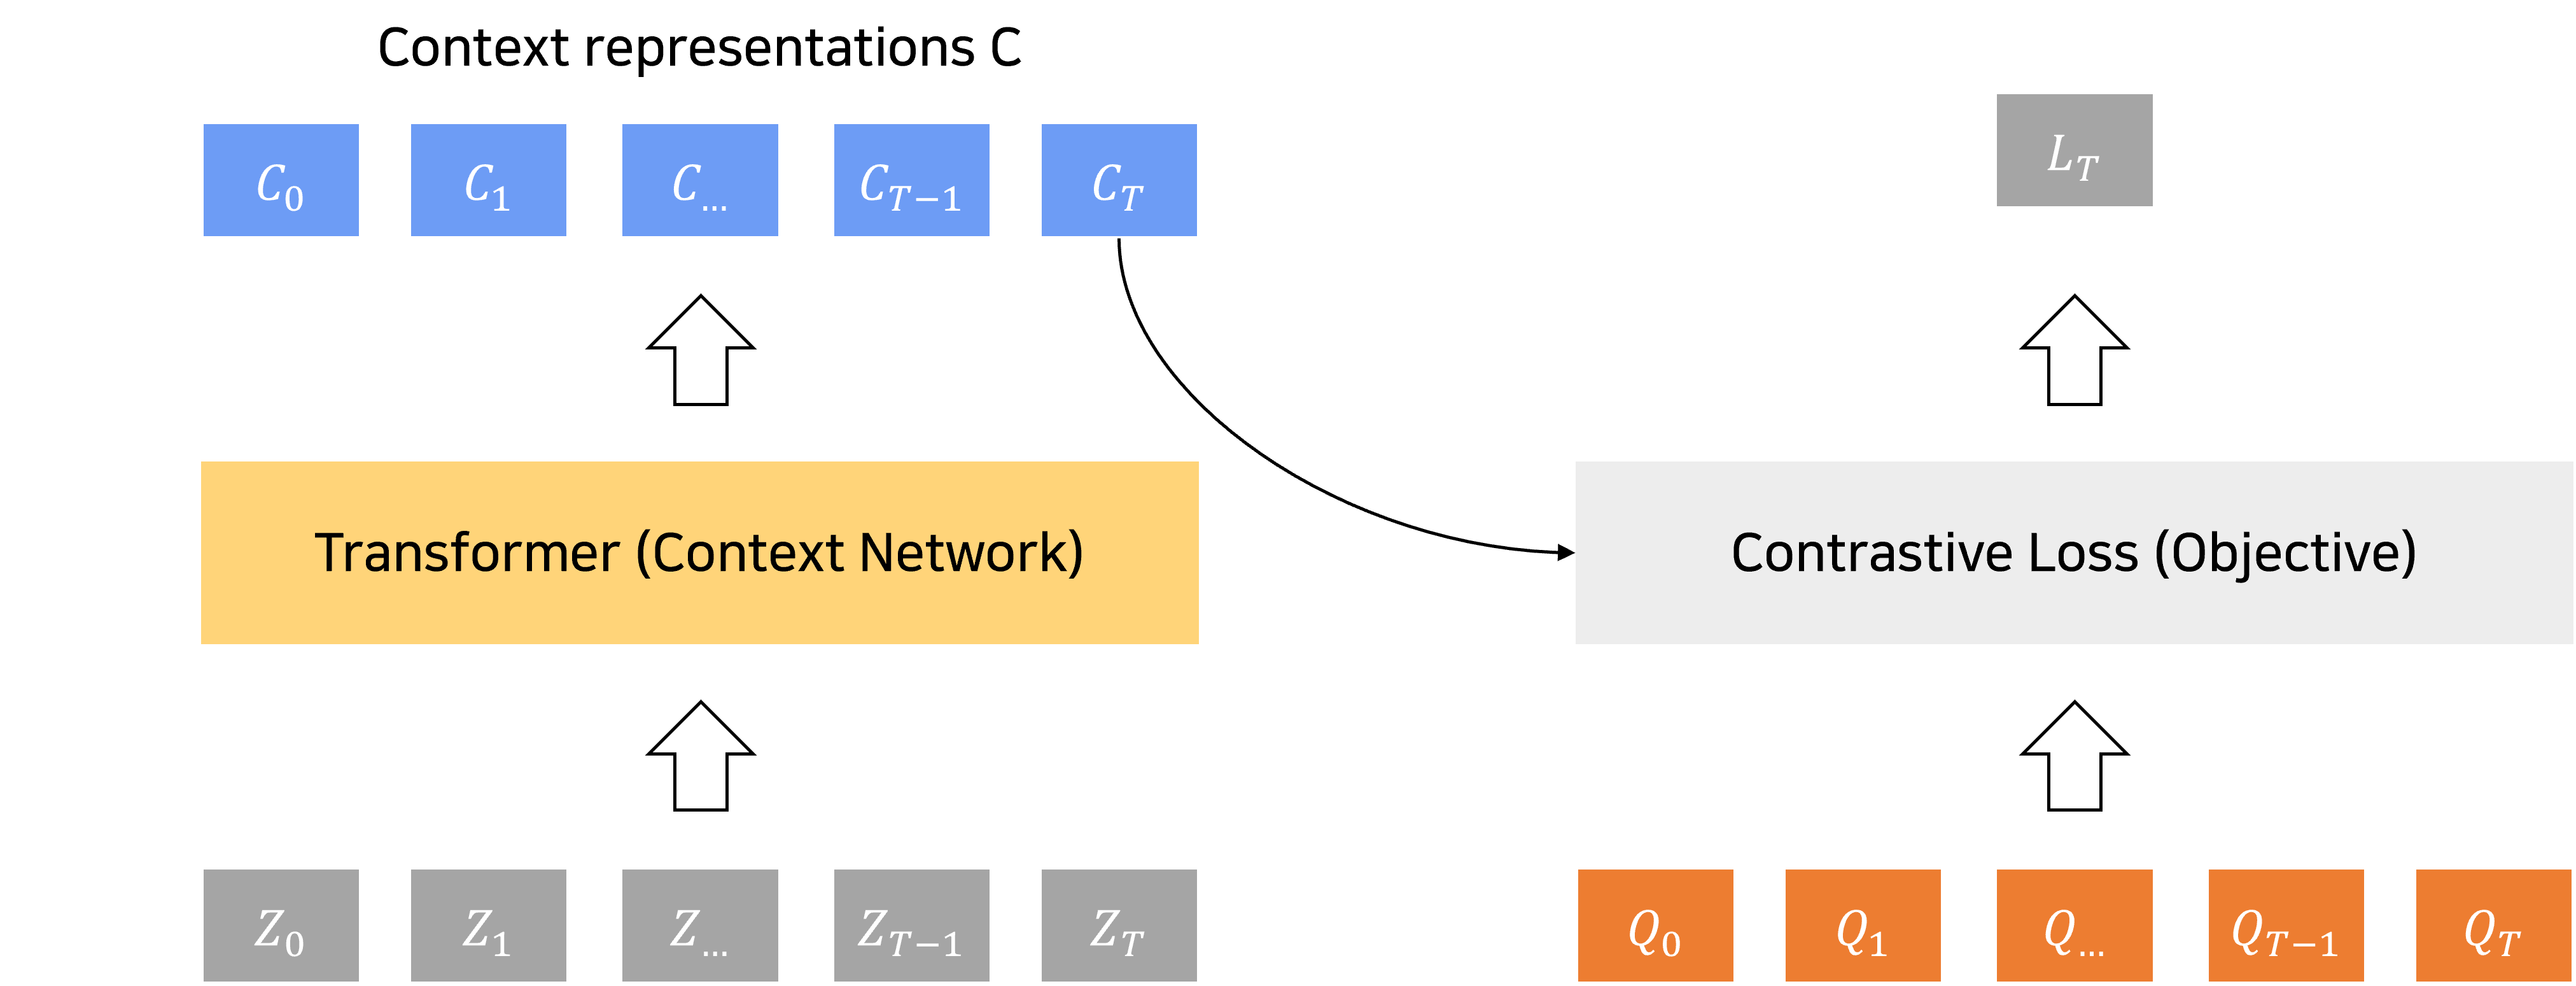 Context representations C
C_0 C_1 C_... C_{T-1} C_T
L_T
Transformer (Context Network)
Contrastive Loss (Objective)
Z_0 Z_1 Z_... Z_{T-1} Z_T
Q_0 Q_1 Q_... Q_{T-1} Q_T